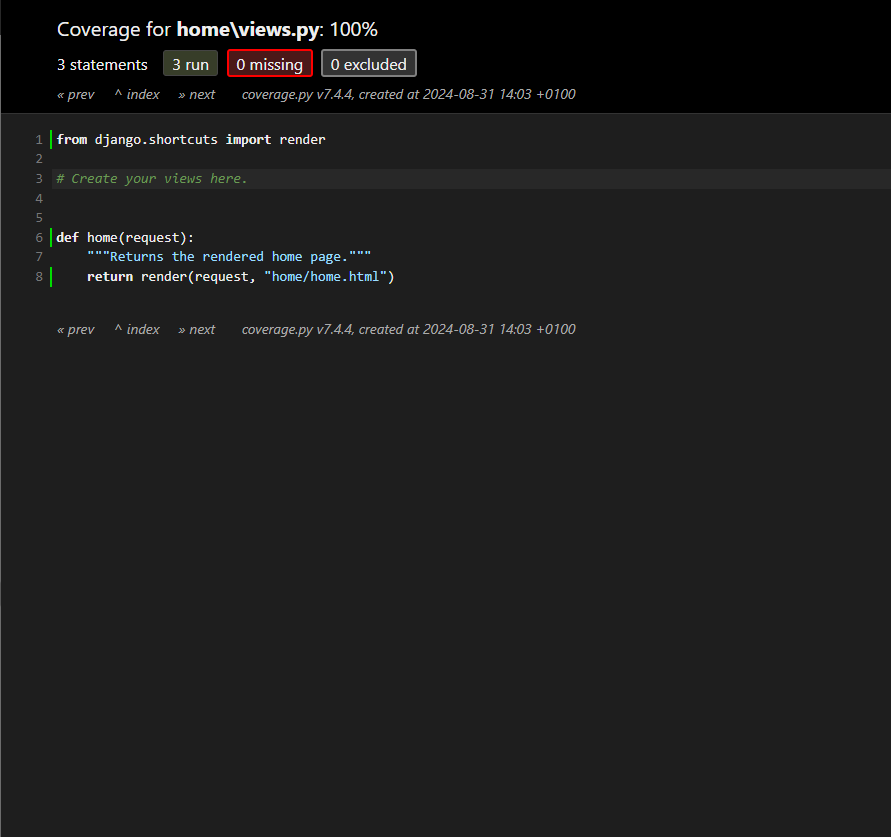 Coverage for home\views.py: 100%
3 statements 3 run 0 missing 0 excluded
« prev ^ index » next coverage.py v7.4.4, created at 2024-08-31 14:03 +0100
1 from django.shortcuts import render
2
3 # Create your views here.
4
5
6 def home(request):
7     """Returns the rendered home page."""
8     return render(request, "home/home.html")
« prev ^ index » next coverage.py v7.4.4, created at 2024-08-31 14:03 +0100